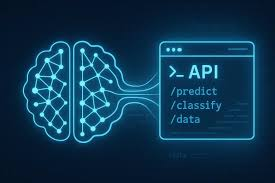 >_ API
/predict
/classify
/data